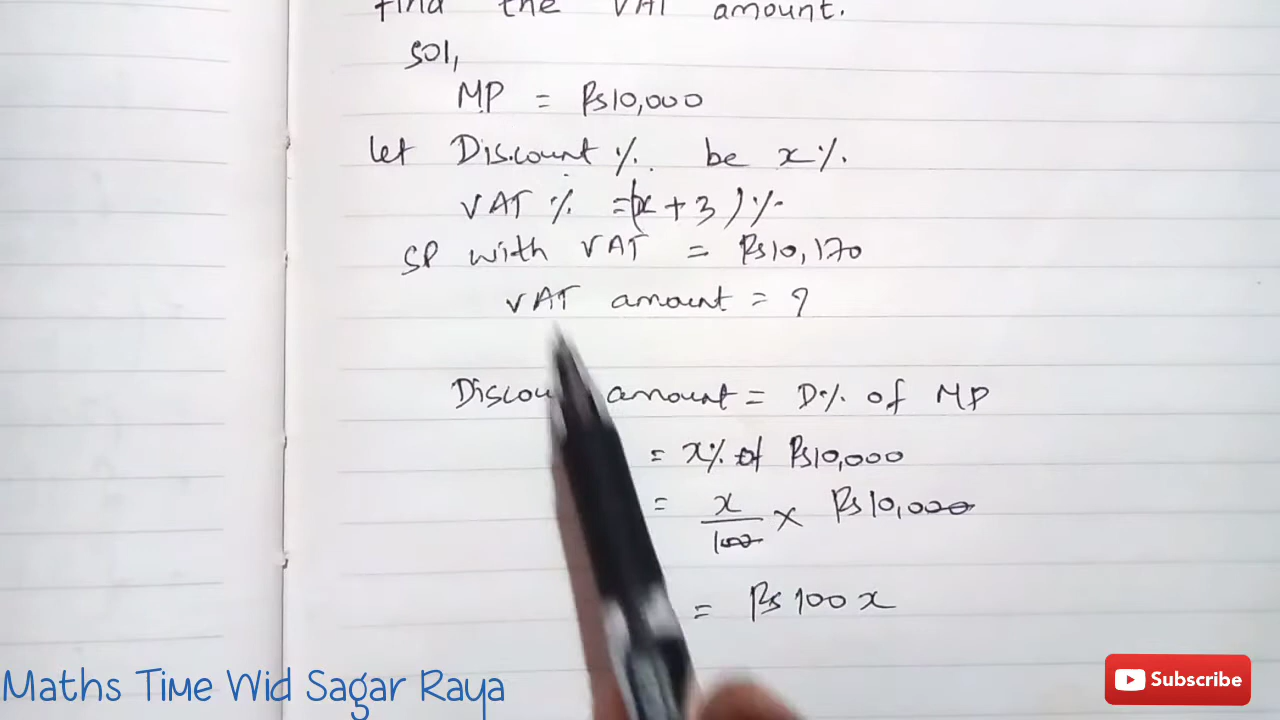 find the VAT amount.
Sol,
MP = Rs10,000
let Discount % be x%.
VAT % = (x + 3)%
SP with VAT = Rs10,170
VAT amount = ?
Discou amount = D% of MP
= x% of Rs10,000
= x/100 × Rs10,000
= Rs100x
Maths Time Wid Sagar Raya
Subscribe